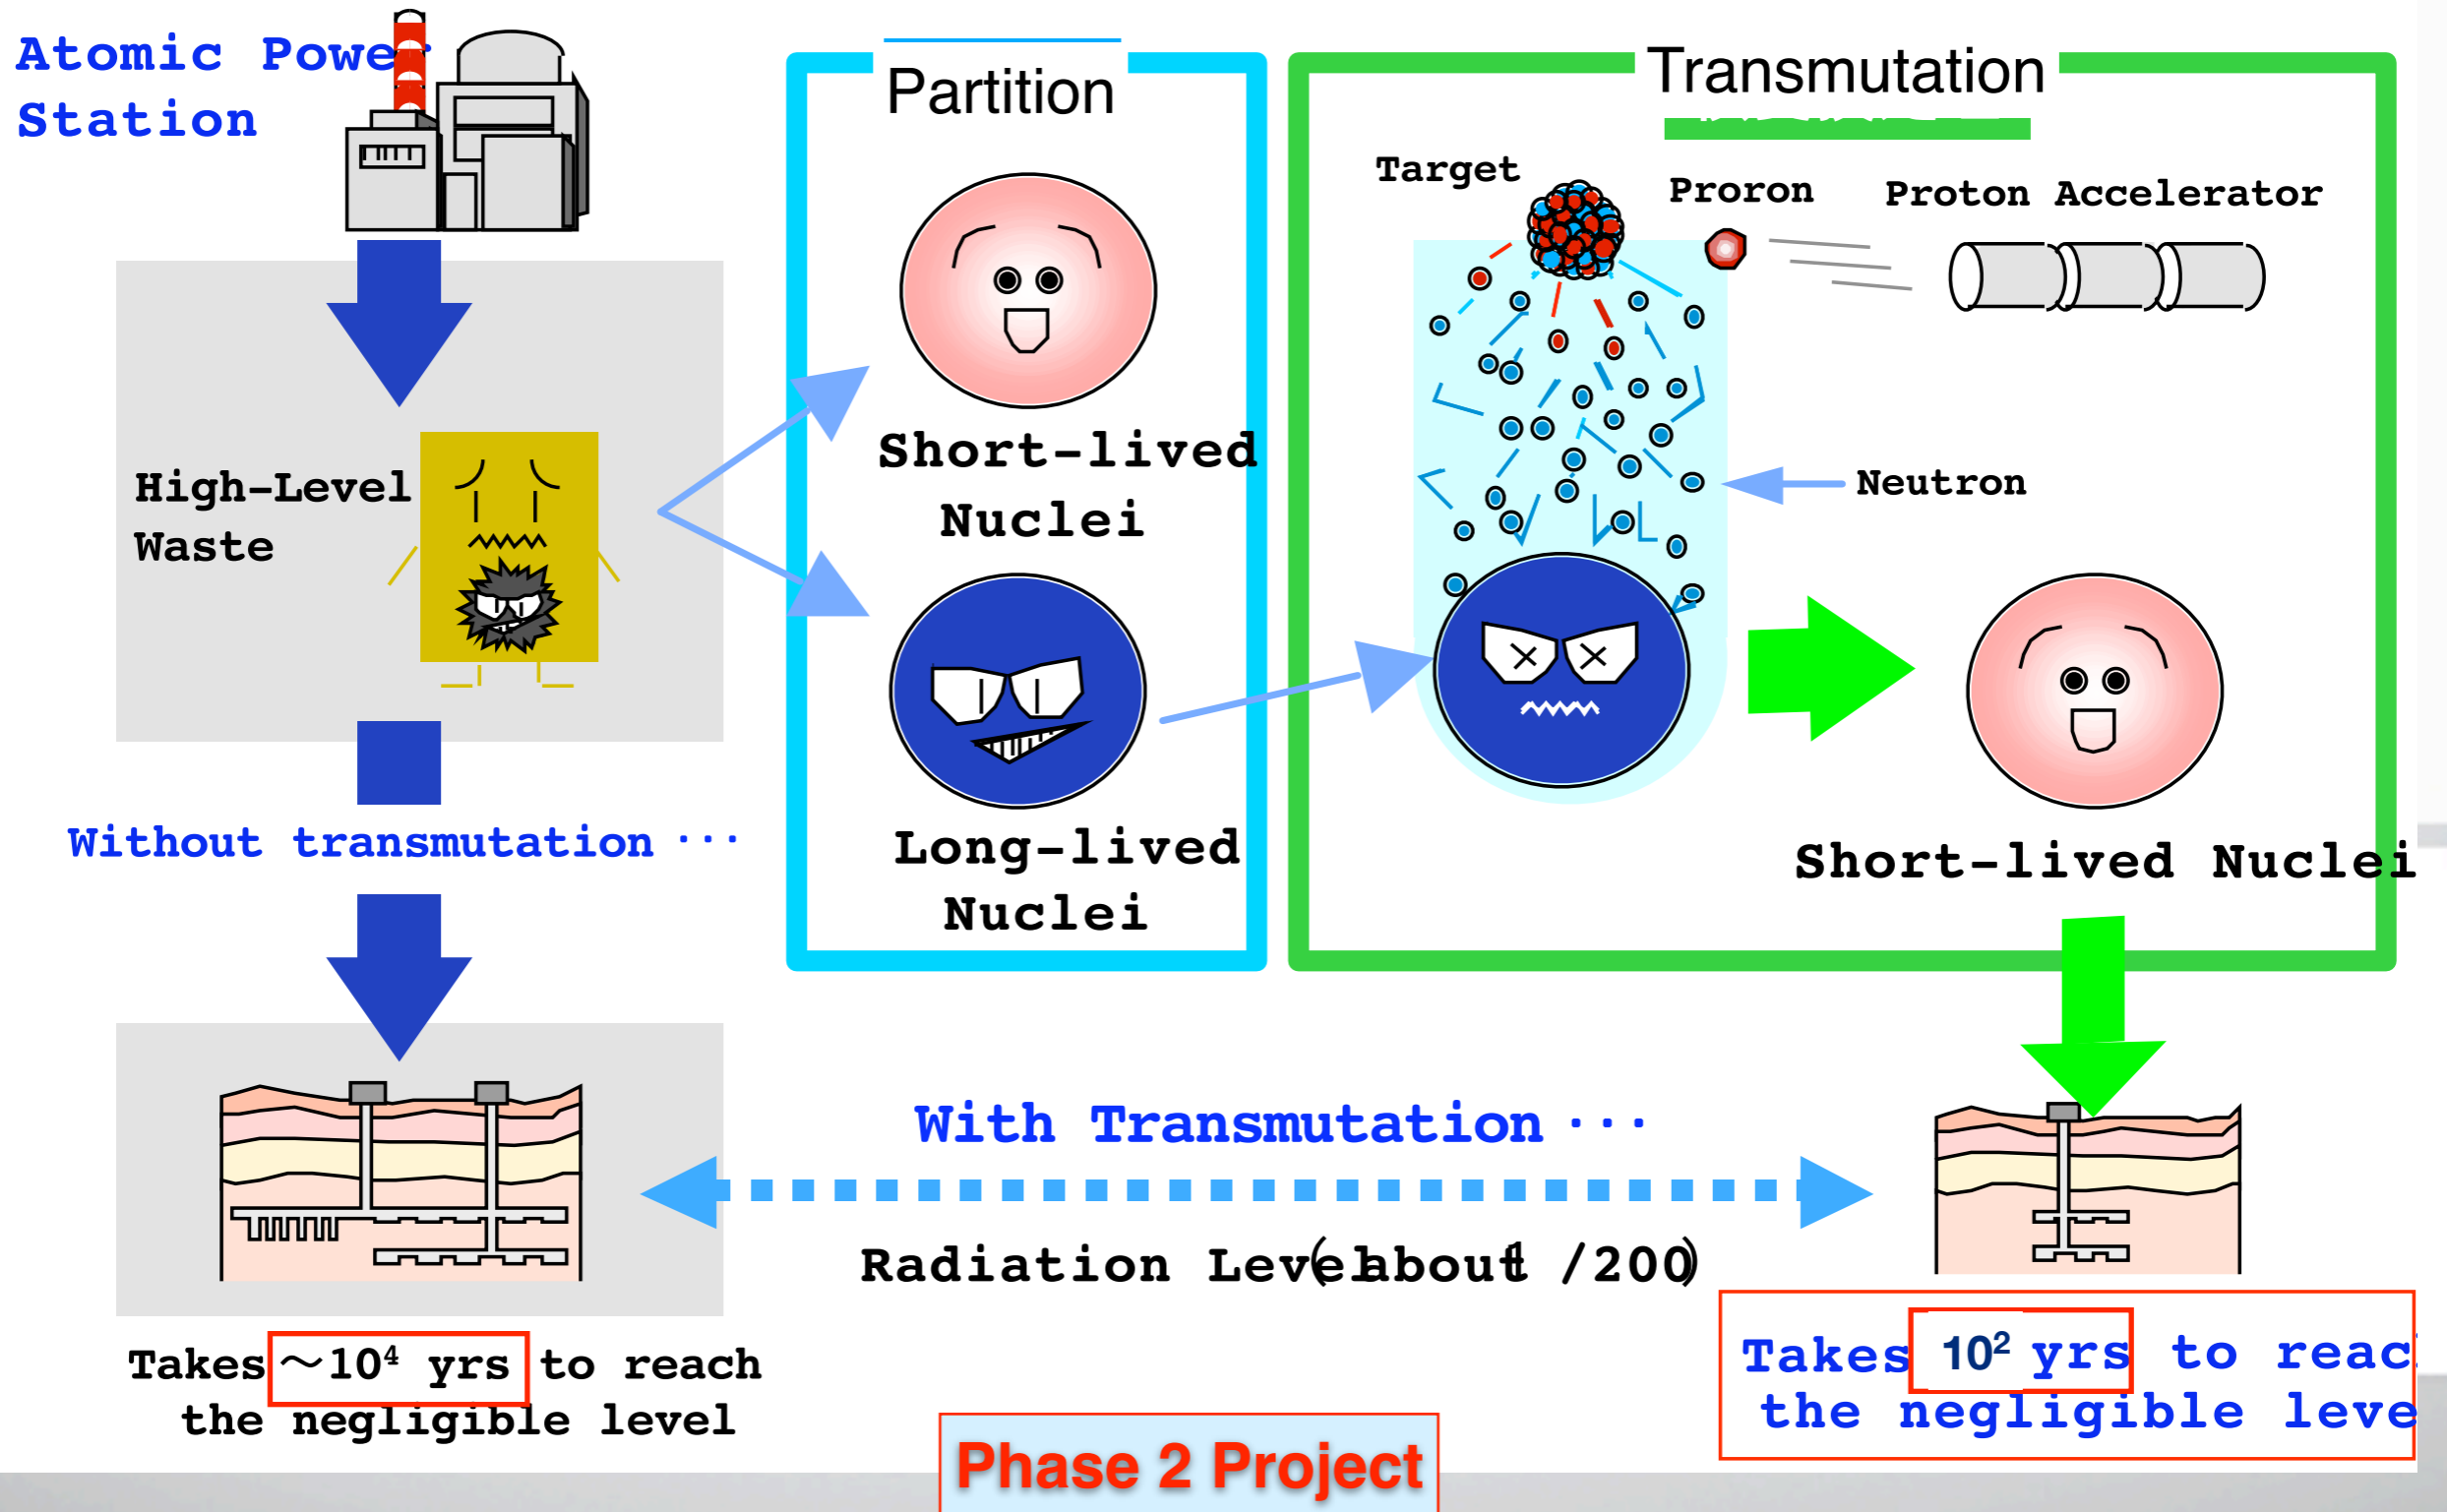 Atomic Power
Station
Partition
Transmutation
Target
Proron
Proton Accelerator
High-Level
Waste
Short-lived
Nuclei
Neutron
Long-lived
Nuclei
Short-lived Nuclei
Without transmutation ···
With Transmutation ···
Radiation Level(about 1 /200)
Takes ～10⁴ yrs to reach
the negligible level
Takes 10² yrs to reac
the negligible leve
Phase 2 Project